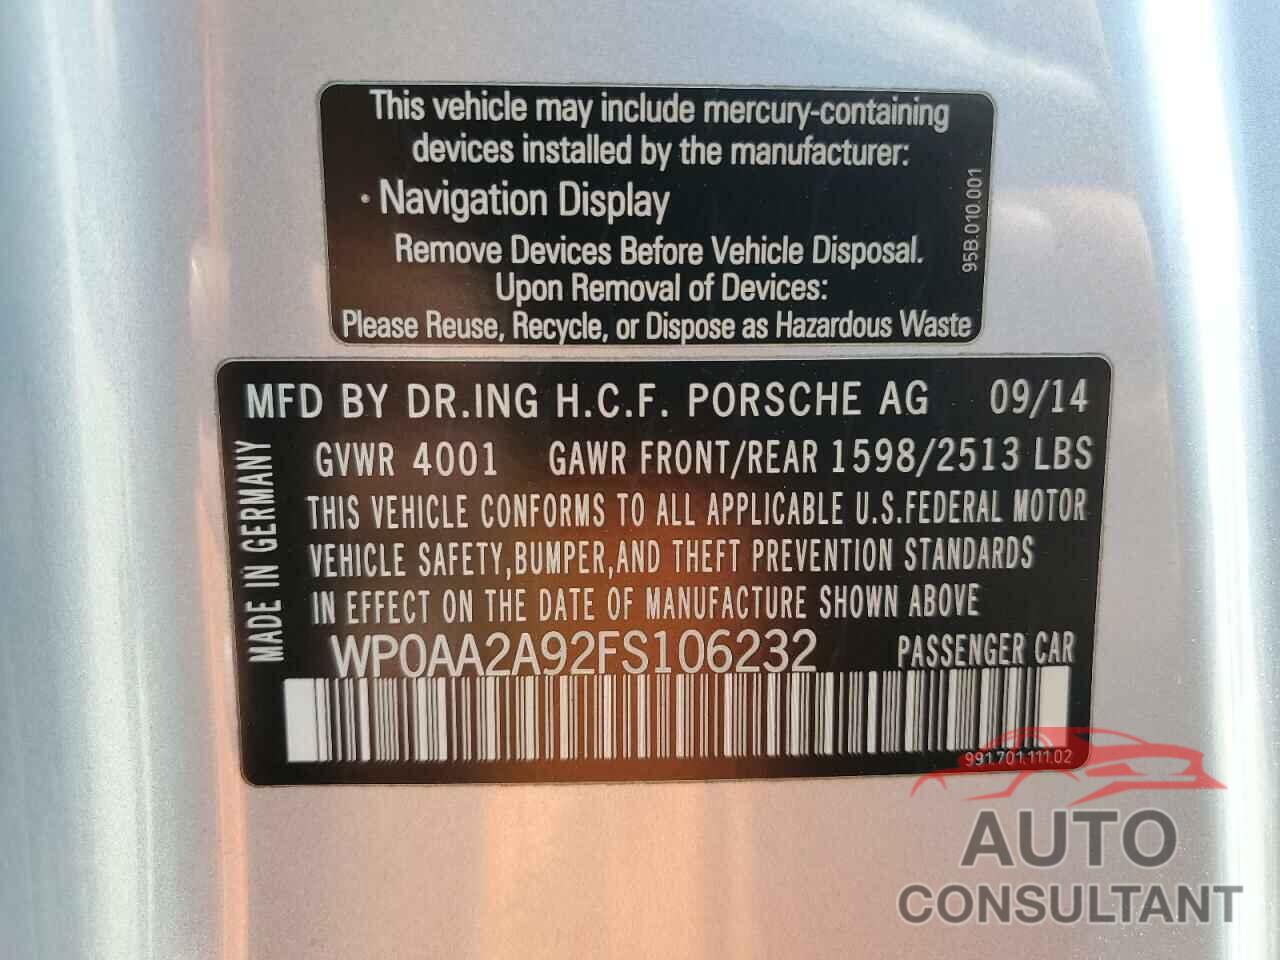 This vehicle may include mercury-containing
devices installed by the manufacturer:
· Navigation Display
Remove Devices Before Vehicle Disposal.
Upon Removal of Devices:
Please Reuse, Recycle, or Dispose as Hazardous Waste
95B.010.001
MFD BY DR.ING H.C.F. PORSCHE AG 09/14
GVWR 4001 GAWR FRONT/REAR 1598/2513 LBS
THIS VEHICLE CONFORMS TO ALL APPLICABLE U.S.FEDERAL MOTOR
VEHICLE SAFETY,BUMPER,AND THEFT PREVENTION STANDARDS
IN EFFECT ON THE DATE OF MANUFACTURE SHOWN ABOVE
WP0AA2A92FS106232 PASSENGER CAR
MADE IN GERMANY
991.701.111.02
AUTO
CONSULTANT